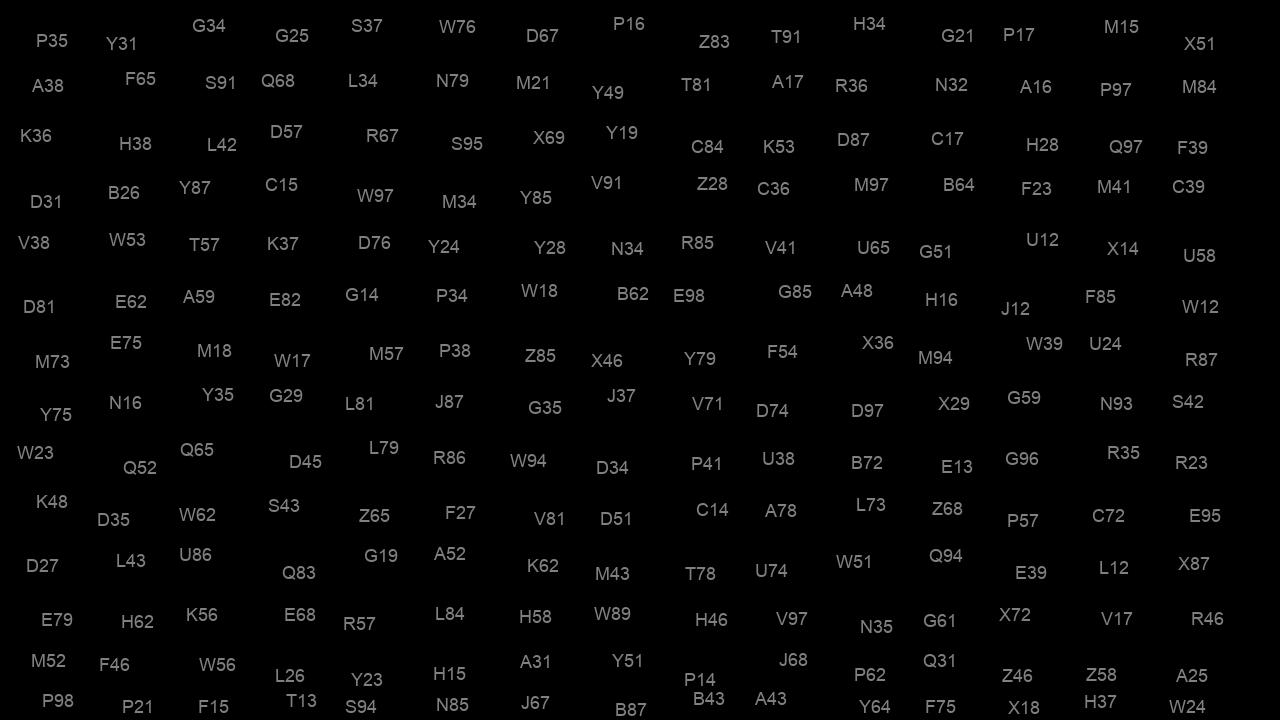 P35 Y31 G34 G25 S37 W76 D67 P16 Z83 T91 H34 G21 P17 M15 X51
A38 F65 S91 Q68 L34 N79 M21 Y49 T81 A17 R36 N32 A16 P97 M84
K36 H38 L42 D57 R67 S95 X69 Y19 C84 K53 D87 C17 H28 Q97 F39
D31 B26 Y87 C15 W97 M34 Y85 V91 Z28 C36 M97 B64 F23 M41 C39
V38 W53 T57 K37 D76 Y24 Y28 N34 R85 V41 U65 G51 U12 X14 U58
D81 E62 A59 E82 G14 P34 W18 B62 E98 G85 A48 H16 J12 F85 W12
M73 E75 M18 W17 M57 P38 Z85 X46 Y79 F54 X36 M94 W39 U24 R87
Y75 N16 Y35 G29 L81 J87 G35 J37 V71 D74 D97 X29 G59 N93 S42
W23 Q52 Q65 D45 L79 R86 W94 D34 P41 U38 B72 E13 G96 R35 R23
K48 D35 W62 S43 Z65 F27 V81 D51 C14 A78 L73 Z68 P57 C72 E95
D27 L43 U86 Q83 G19 A52 K62 M43 T78 U74 W51 Q94 E39 L12 X87
E79 H62 K56 E68 R57 L84 H58 W89 H46 V97 N35 G61 X72 V17 R46
M52 F46 W56 L26 Y23 H15 A31 Y51 P14 J68 P62 Q31 Z46 Z58 A25
P98 P21 F15 T13 S94 N85 J67 B87 B43 A43 Y64 F75 X18 H37 W24